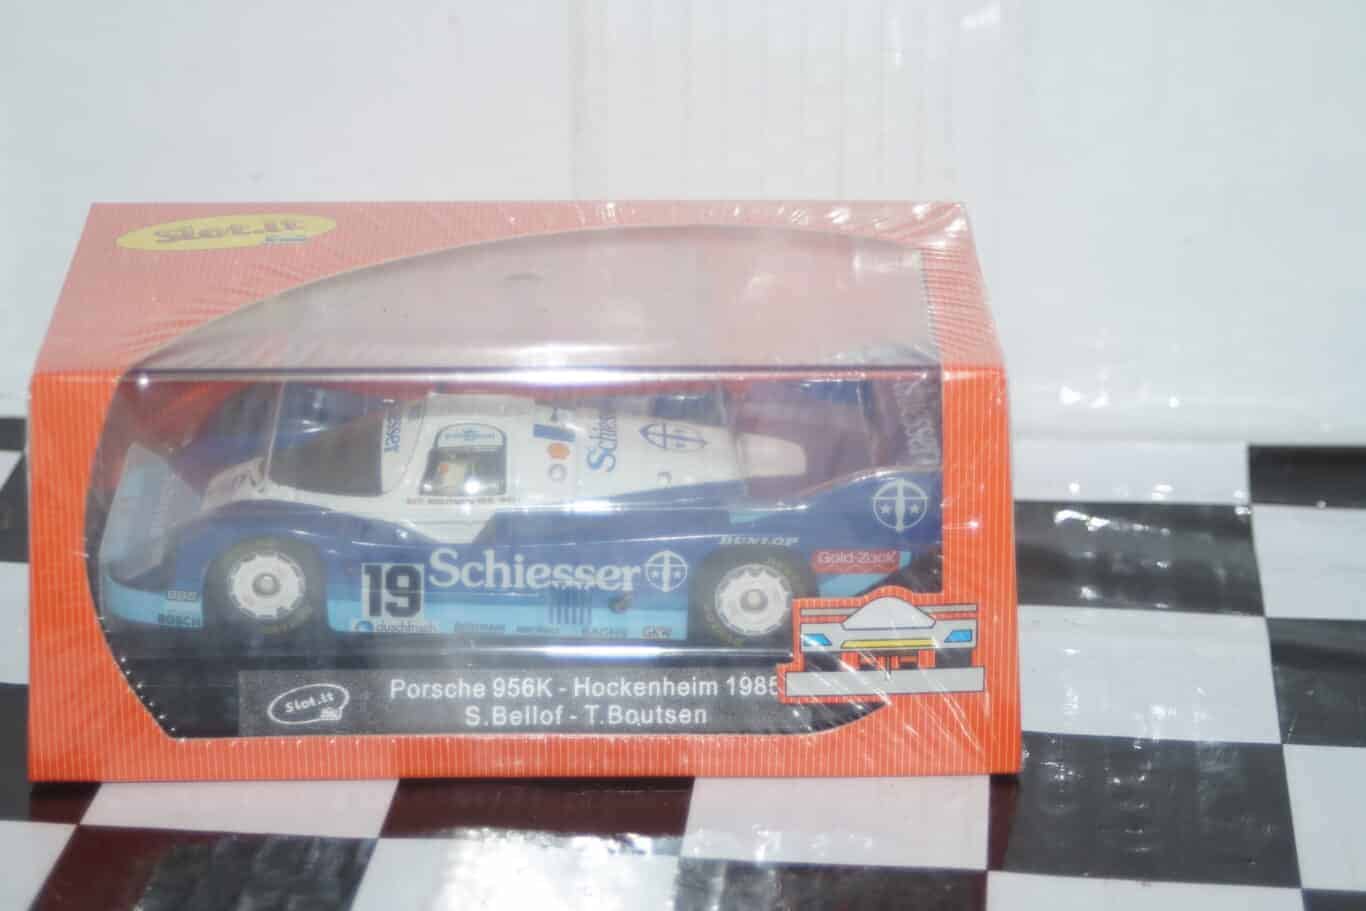 Slot.it
Schiesser
DUNLOP
Gold-Zack
Schiesser
19
BOSCH
Slot.it
Porsche 956K - Hockenheim 1985
S.Bellof - T.Boutsen